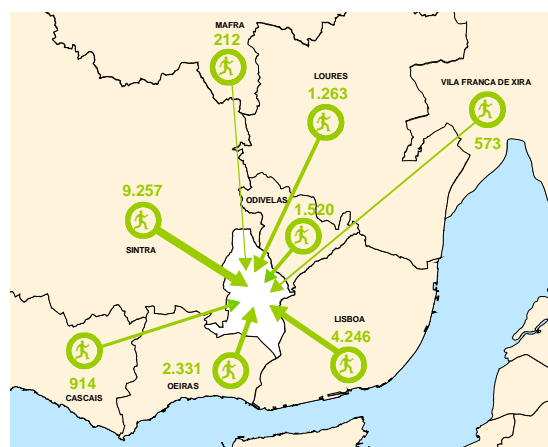 MAFRA
212
LOURES
1.263
VILA FRANCA DE XIRA
573
9.257
SINTRA
ODIVELAS
1.520
LISBOA
4.246
914
CASCAIS
2.331
OEIRAS